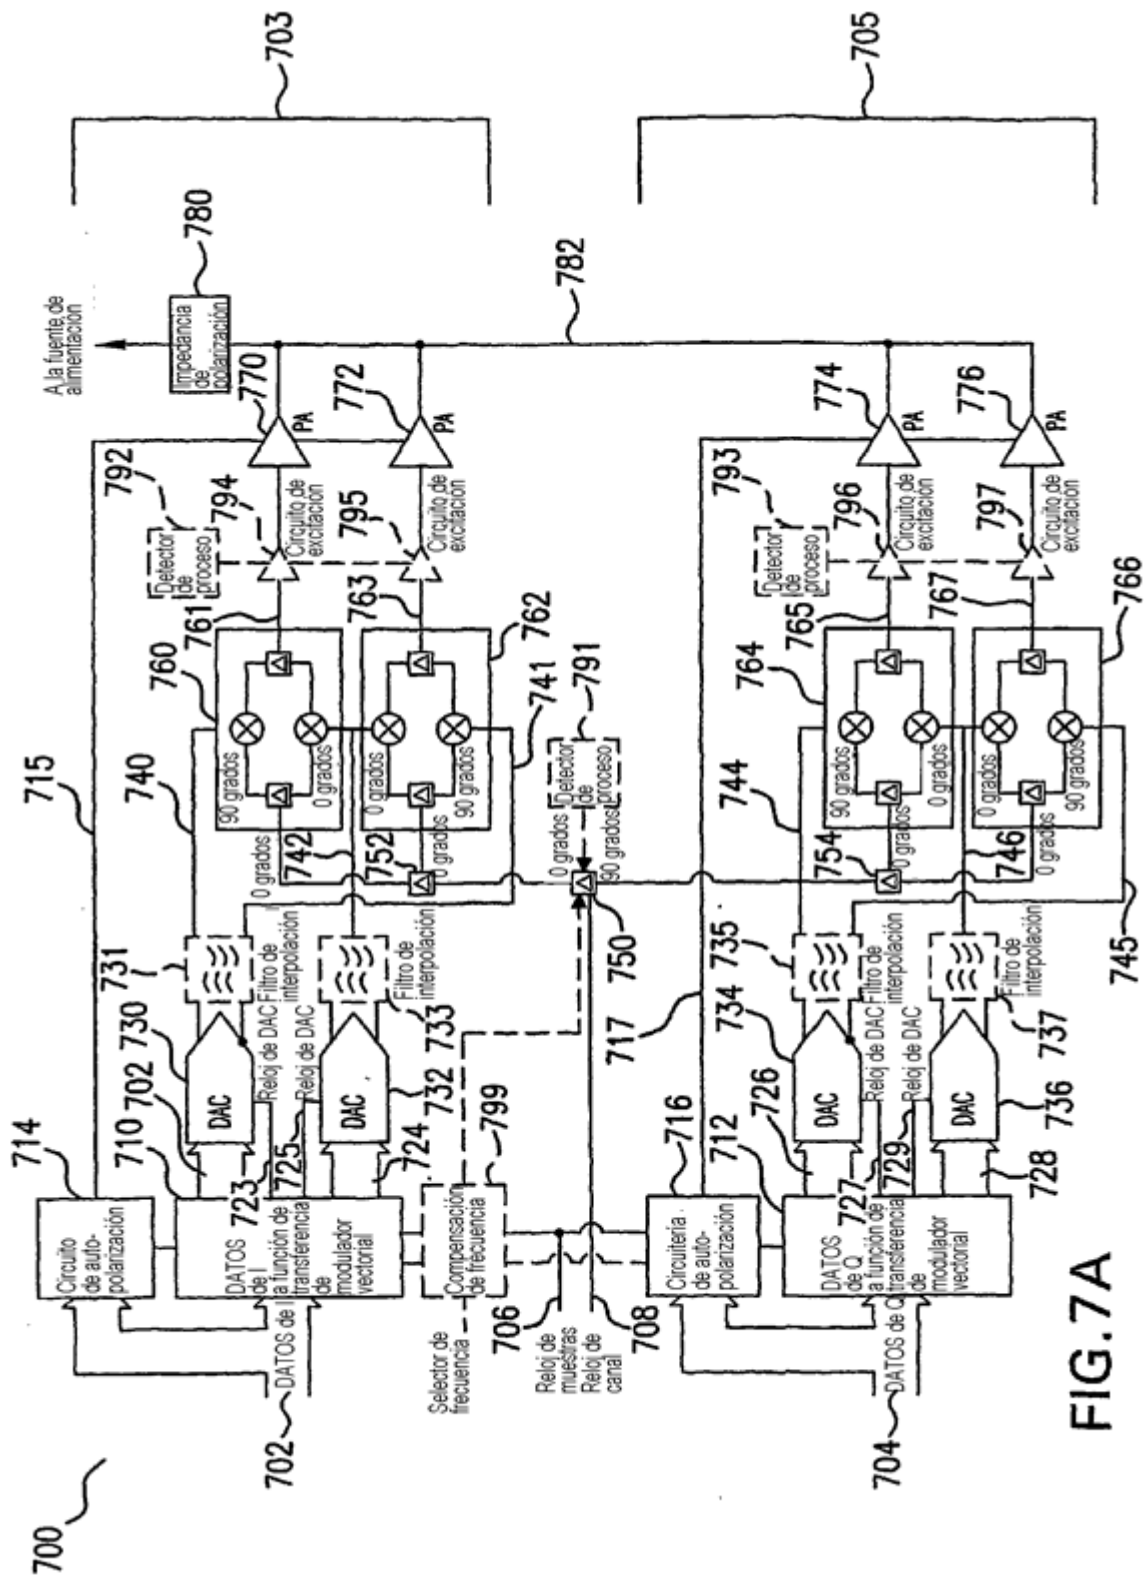 700
703
705
A la fuente de
alimentación
Impedancia
de
polarización
780
782
714
710
702
730
731
715
740
760
761
792
794
770
Circuito
de auto-
polarización
DATOS
de I
a función de
transferencia
de
modulador
vectorial
DATOS de I
702
723
725
724
DAC
DAC
732
733
Reloj de DAC
Reloj de DAC
Filtro de
interpolación
Filtro de
interpolación
0 grados
90 grados
0 grados
0 grados
90 grados
0 grados
742
752
741
762
763
795
Detector
de
proceso
Circuito de
excitación
Circuito de
excitación
PA
PA
772
Selector de
frecuencia
Compensación
de frecuencia
799
706
708
Reloj de
muestras
Reloj de
canal
750
0 grados
90 grados
Detector
de
proceso
791
717
716
712
726
734
735
744
764
765
793
796
774
Circuitería
de auto-
polarización
DATOS
de Q
a función de
transferencia
de
modulador
vectorial
DATOS de Q
704
727
729
728
DAC
DAC
736
737
Reloj de DAC
Reloj de DAC
Filtro de
interpolación
Filtro de
interpolación
754
0 grados
90 grados
0 grados
0 grados
90 grados
0 grados
746
745
766
767
797
Detector
de
proceso
Circuito de
excitación
Circuito de
excitación
PA
PA
776
FIG. 7A